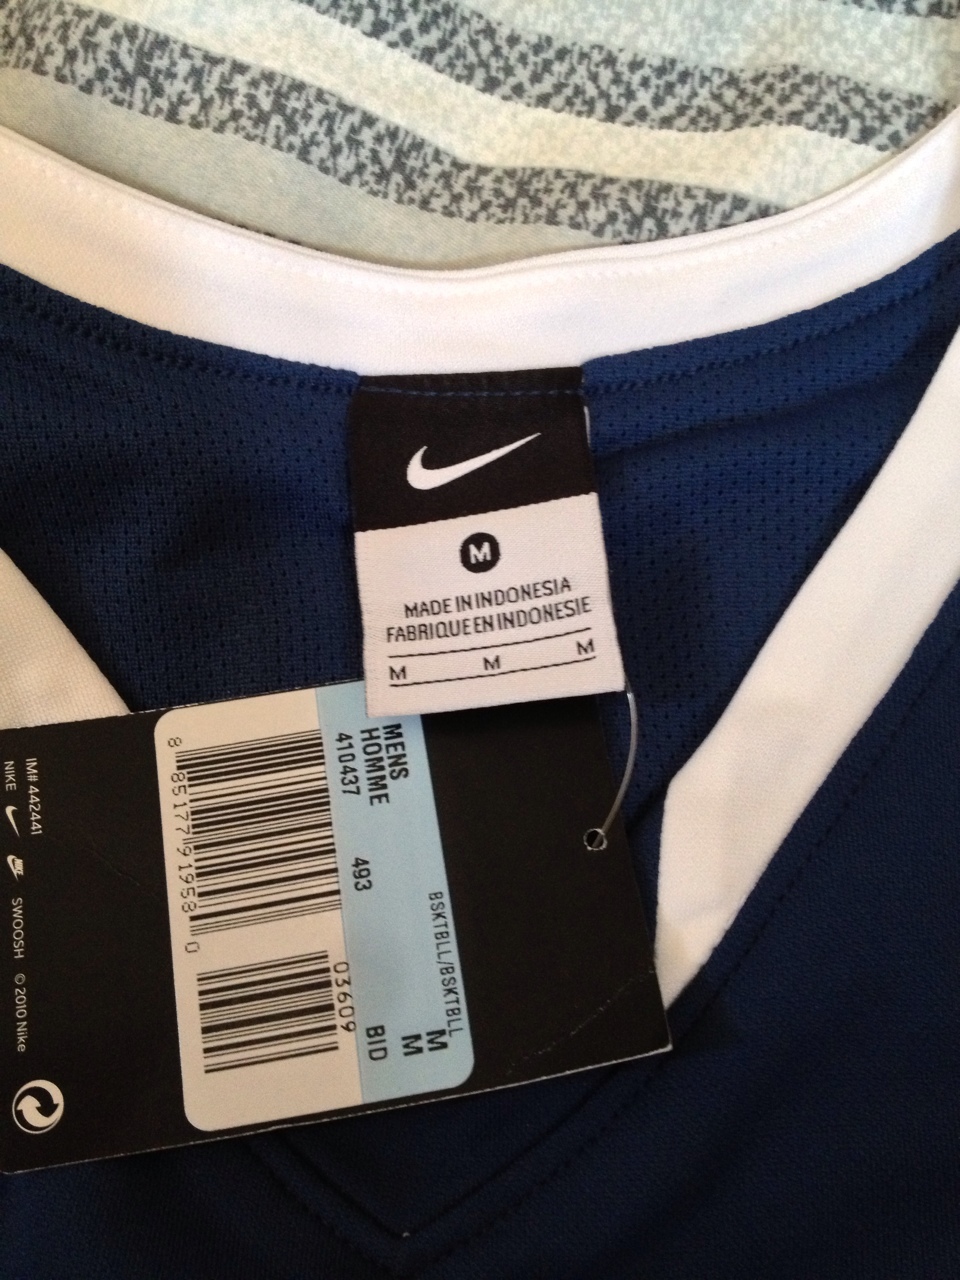 M
MADE IN INDONESIA
FABRIQUE EN INDONESIE
M M M
MENS
HOMME
410437 493 BID
BSKTBLL/BSKTBLL
M
M
8 85177 91958 0
03609
IM# 442441
NIKE SWOOSH © 2010 Nike